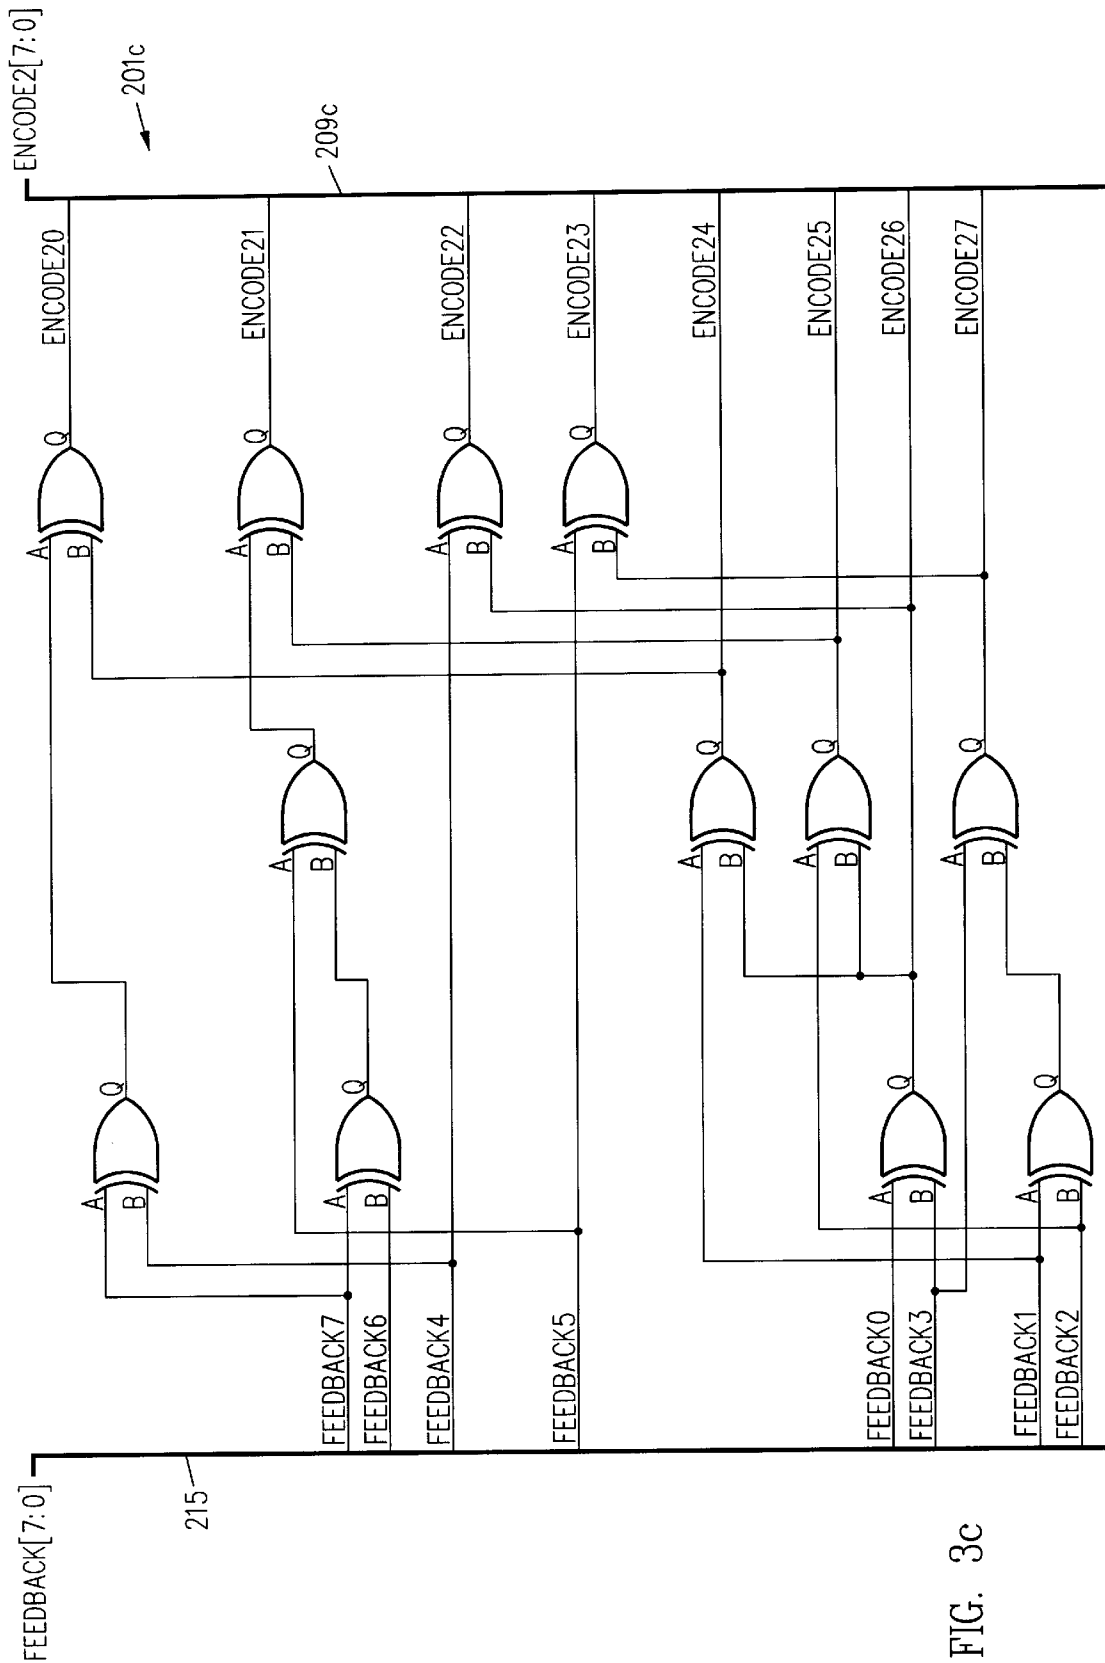 FEEDBACK[7:0]
ENCODE2[7:0]
215
201c
209c
FEEDBACK7
FEEDBACK6
FEEDBACK4
FEEDBACK5
FEEDBACK0
FEEDBACK3
FEEDBACK1
FEEDBACK2
A
B
Q
A
B
Q
A
B
Q
A
B
Q
A
B
Q
A
B
Q
A
B
Q
A
B
Q
A
B
Q
A
B
Q
A
B
Q
A
B
Q
ENCODE20
ENCODE21
ENCODE22
ENCODE23
ENCODE24
ENCODE25
ENCODE26
ENCODE27
FIG. 3c